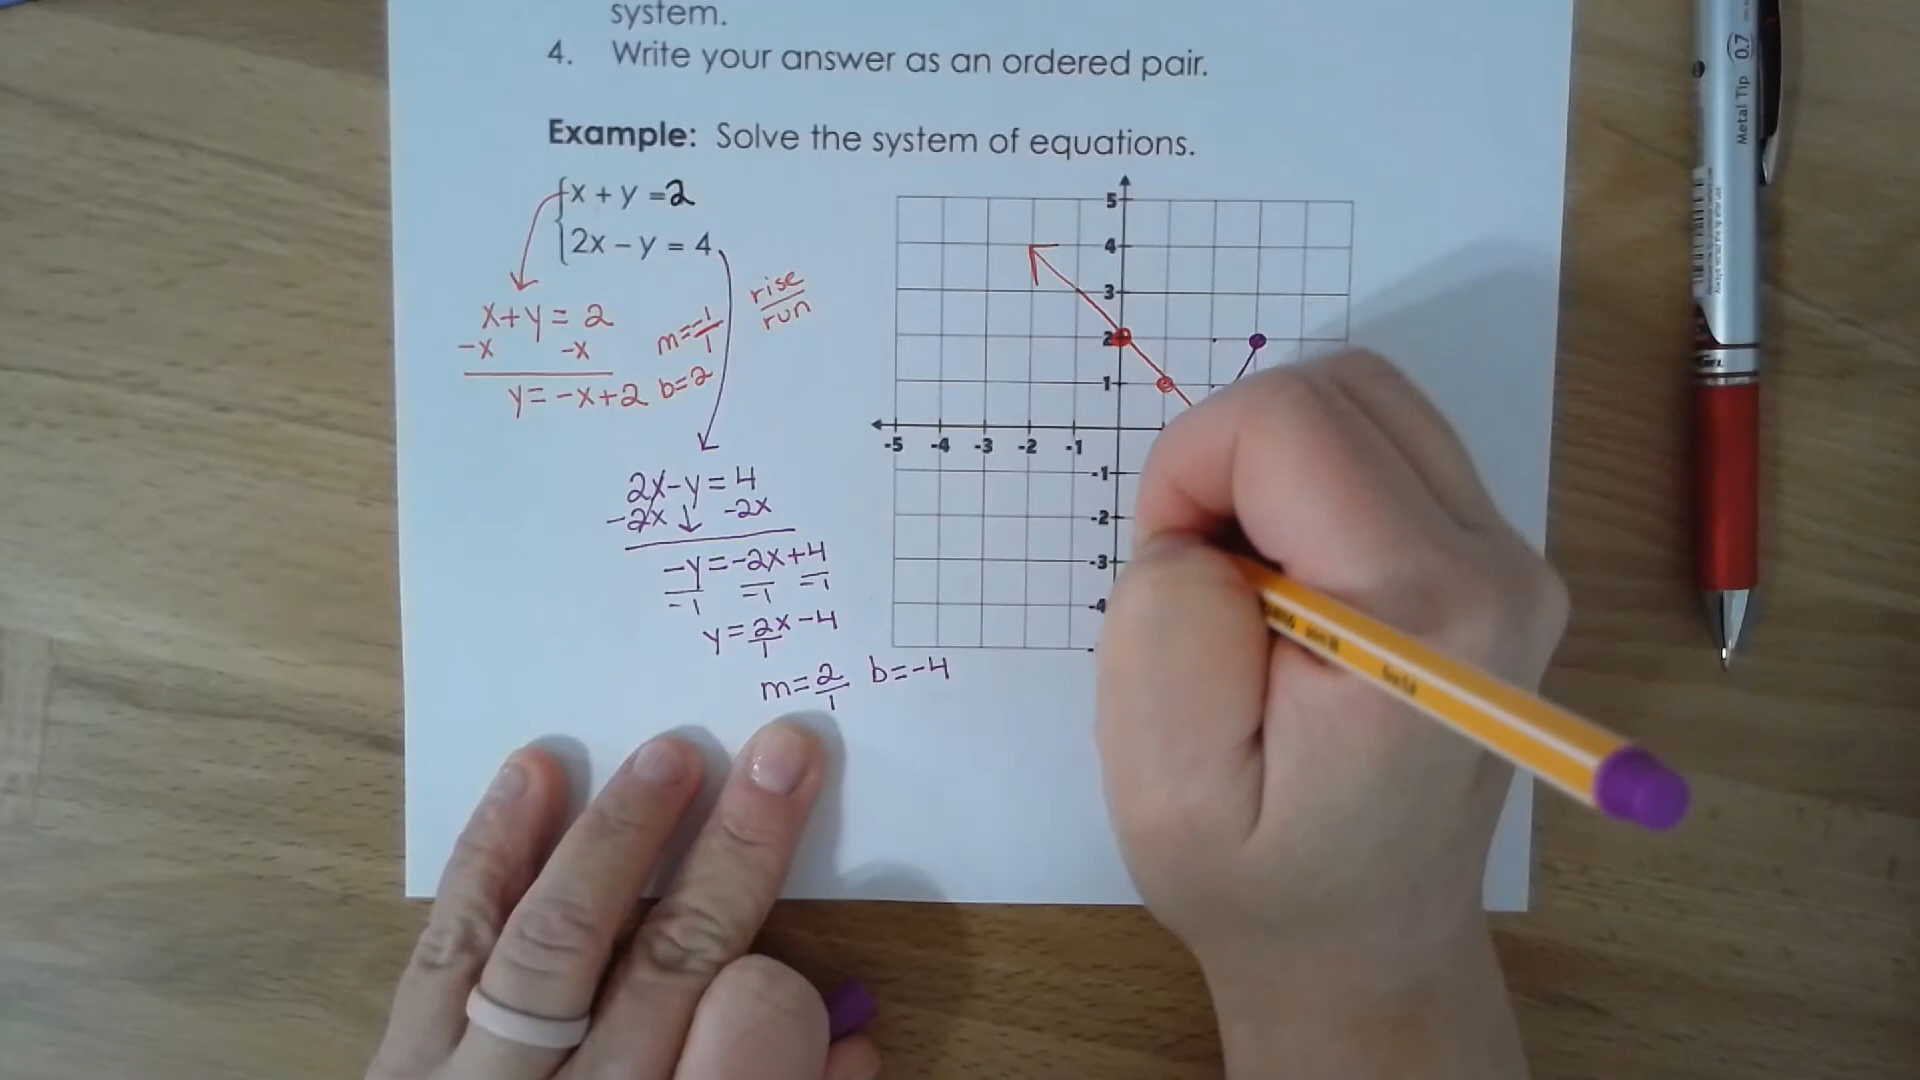 system.
4. Write your answer as an ordered pair.
Example: Solve the system of equations.
x + y = 2
2x – y = 4
x+y = 2
-x -x
y = -x+2
m = -1/1
b=2
rise
run
2x-y = 4
-2x -2x
-y = -2x+4
-1 -1 -1
y = 2x-4
1
m = 2/1 b=-4
5
4
3
2
1
-5 -4 -3 -2 -1
-1
-2
-3
-4
Metal Tip 0.7